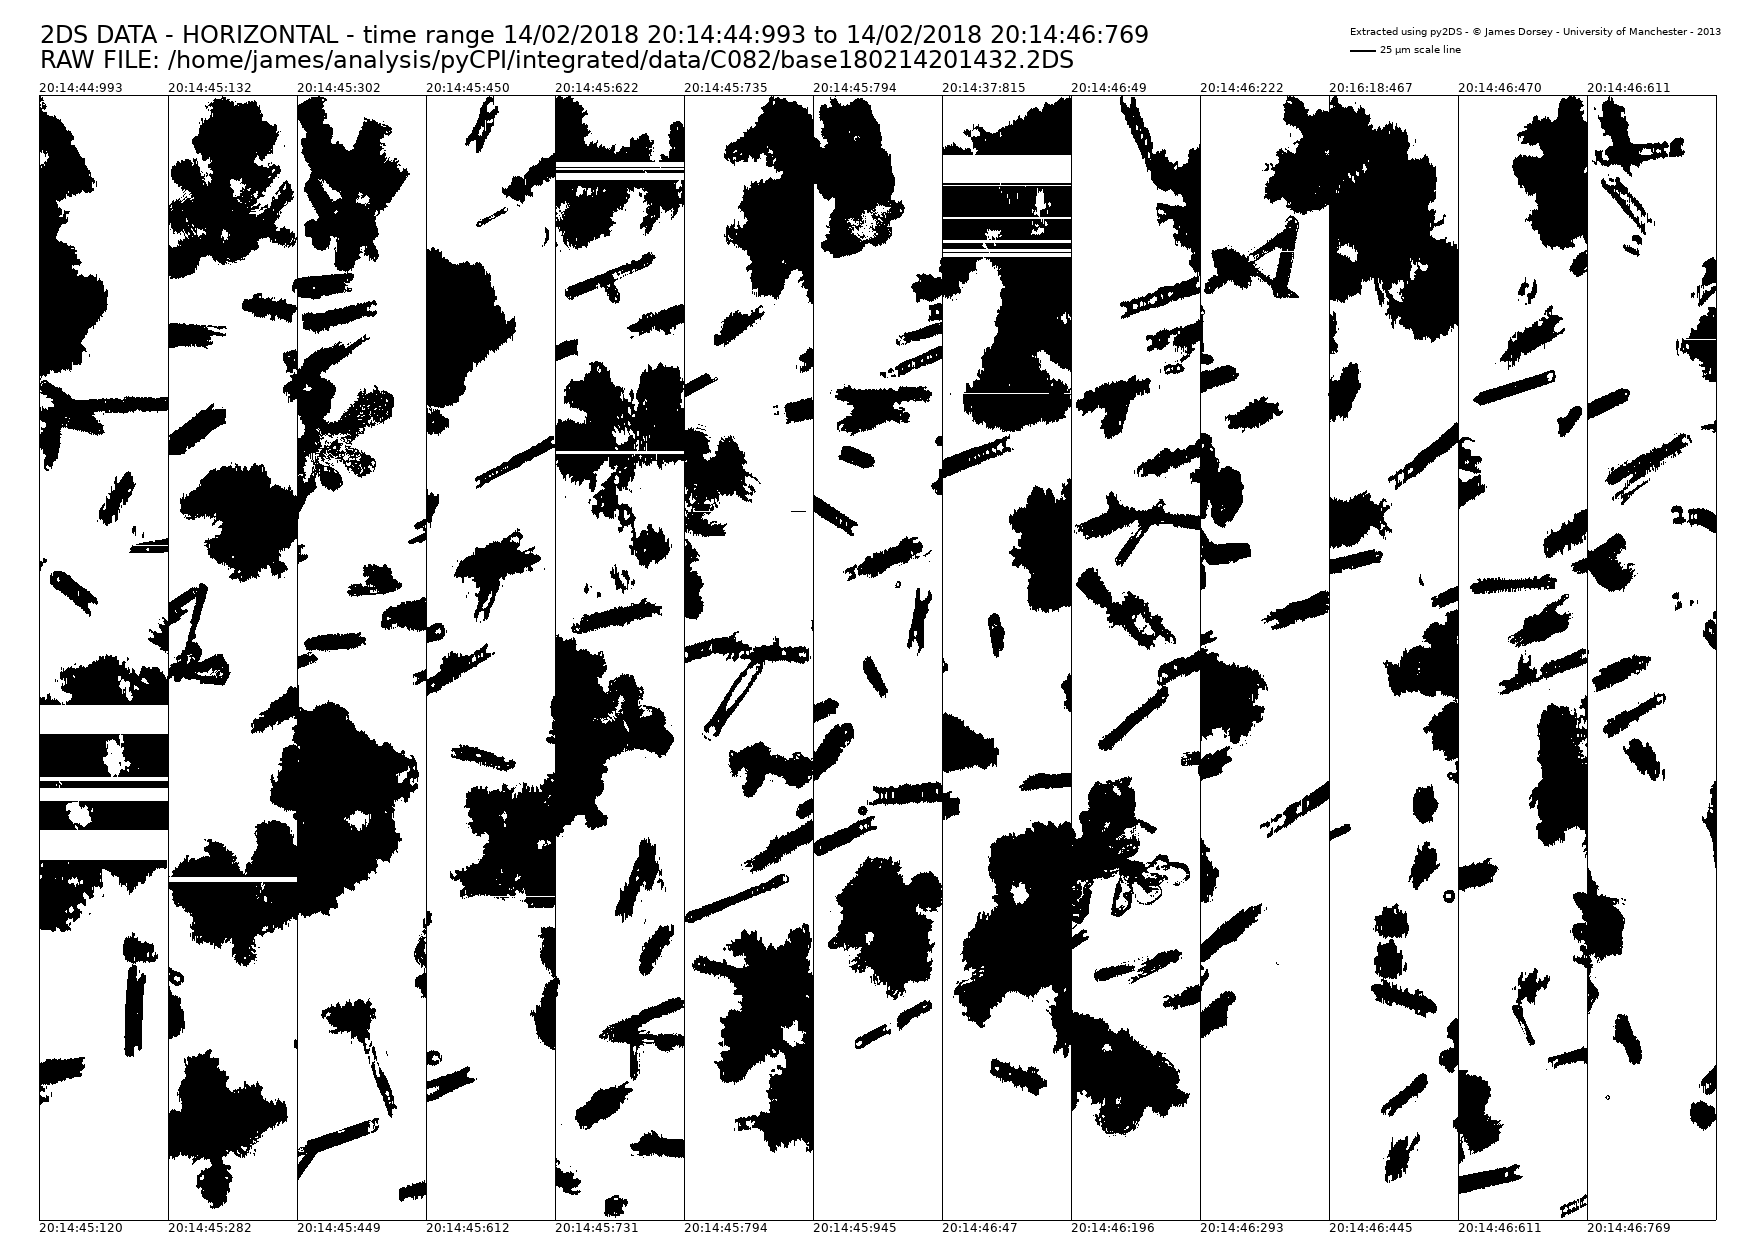 2DS DATA - HORIZONTAL - time range 14/02/2018 20:14:44:993 to 14/02/2018 20:14:46:769
RAW FILE: /home/james/analysis/pyCPI/integrated/data/C082/base180214201432.2DS
Extracted using py2DS - © James Dorsey - University of Manchester - 2013
25 µm scale line
20:14:44:993 20:14:45:132 20:14:45:302 20:14:45:450 20:14:45:622 20:14:45:735 20:14:45:794 20:14:37:815 20:14:46:49 20:14:46:222 20:16:18:467 20:14:46:470 20:14:46:611
20:14:45:120 20:14:45:282 20:14:45:449 20:14:45:612 20:14:45:731 20:14:45:794 20:14:45:945 20:14:46:47 20:14:46:196 20:14:46:293 20:14:46:445 20:14:46:611 20:14:46:769